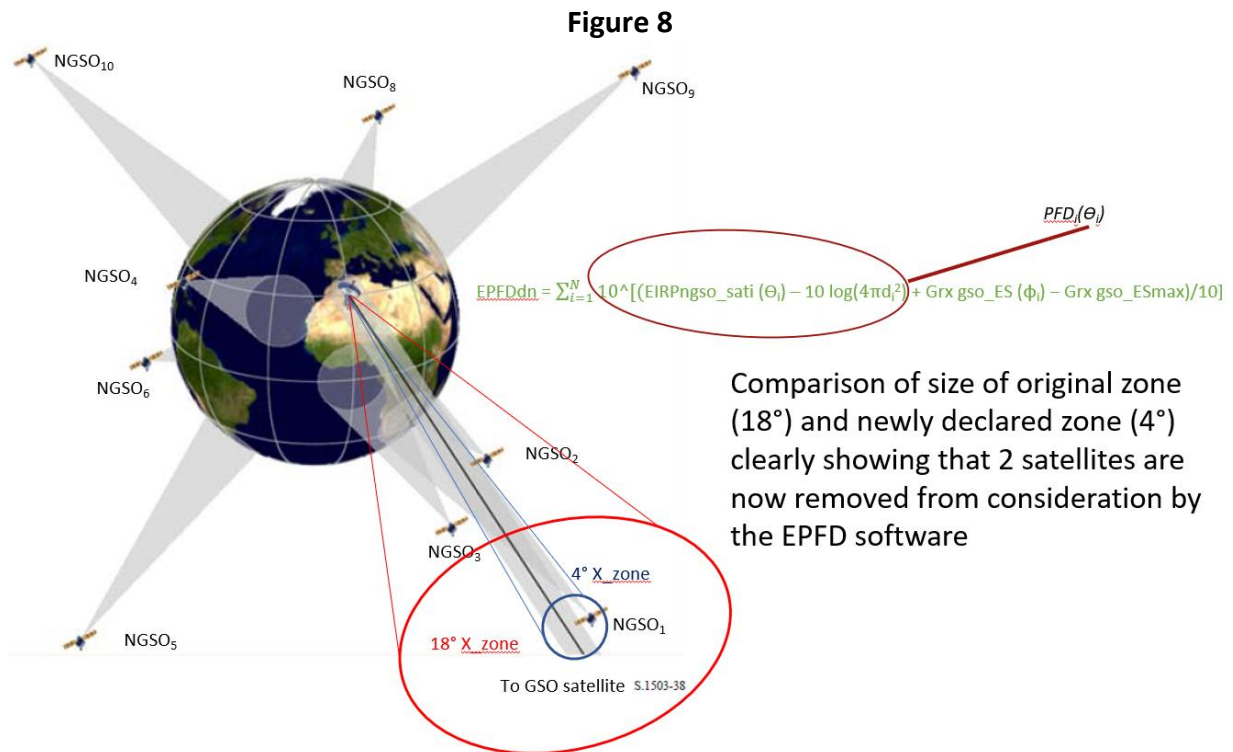 Figure 8
NGSO₁₀
NGSO₈
NGSO₉
PFDᵢ(Θᵢ)
NGSO₄
EPFDdn = ∑ᵢ₌₁ᴺ 10^[(EIRPngso_sati (Θᵢ) − 10 log(4πdᵢ²) + Grx gso_ES (ϕᵢ) − Grx gso_ESmax)/10]
NGSO₆
Comparison of size of original zone
(18°) and newly declared zone (4°)
clearly showing that 2 satellites are
now removed from consideration by
the EPFD software
NGSO₂
NGSO₃
4° X_zone
NGSO₁
NGSO₅
18° X_zone
To GSO satellite S.1503-38